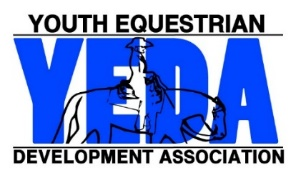 YOUTH EQUESTRIAN
YEDA
DEVELOPMENT ASSOCIATION